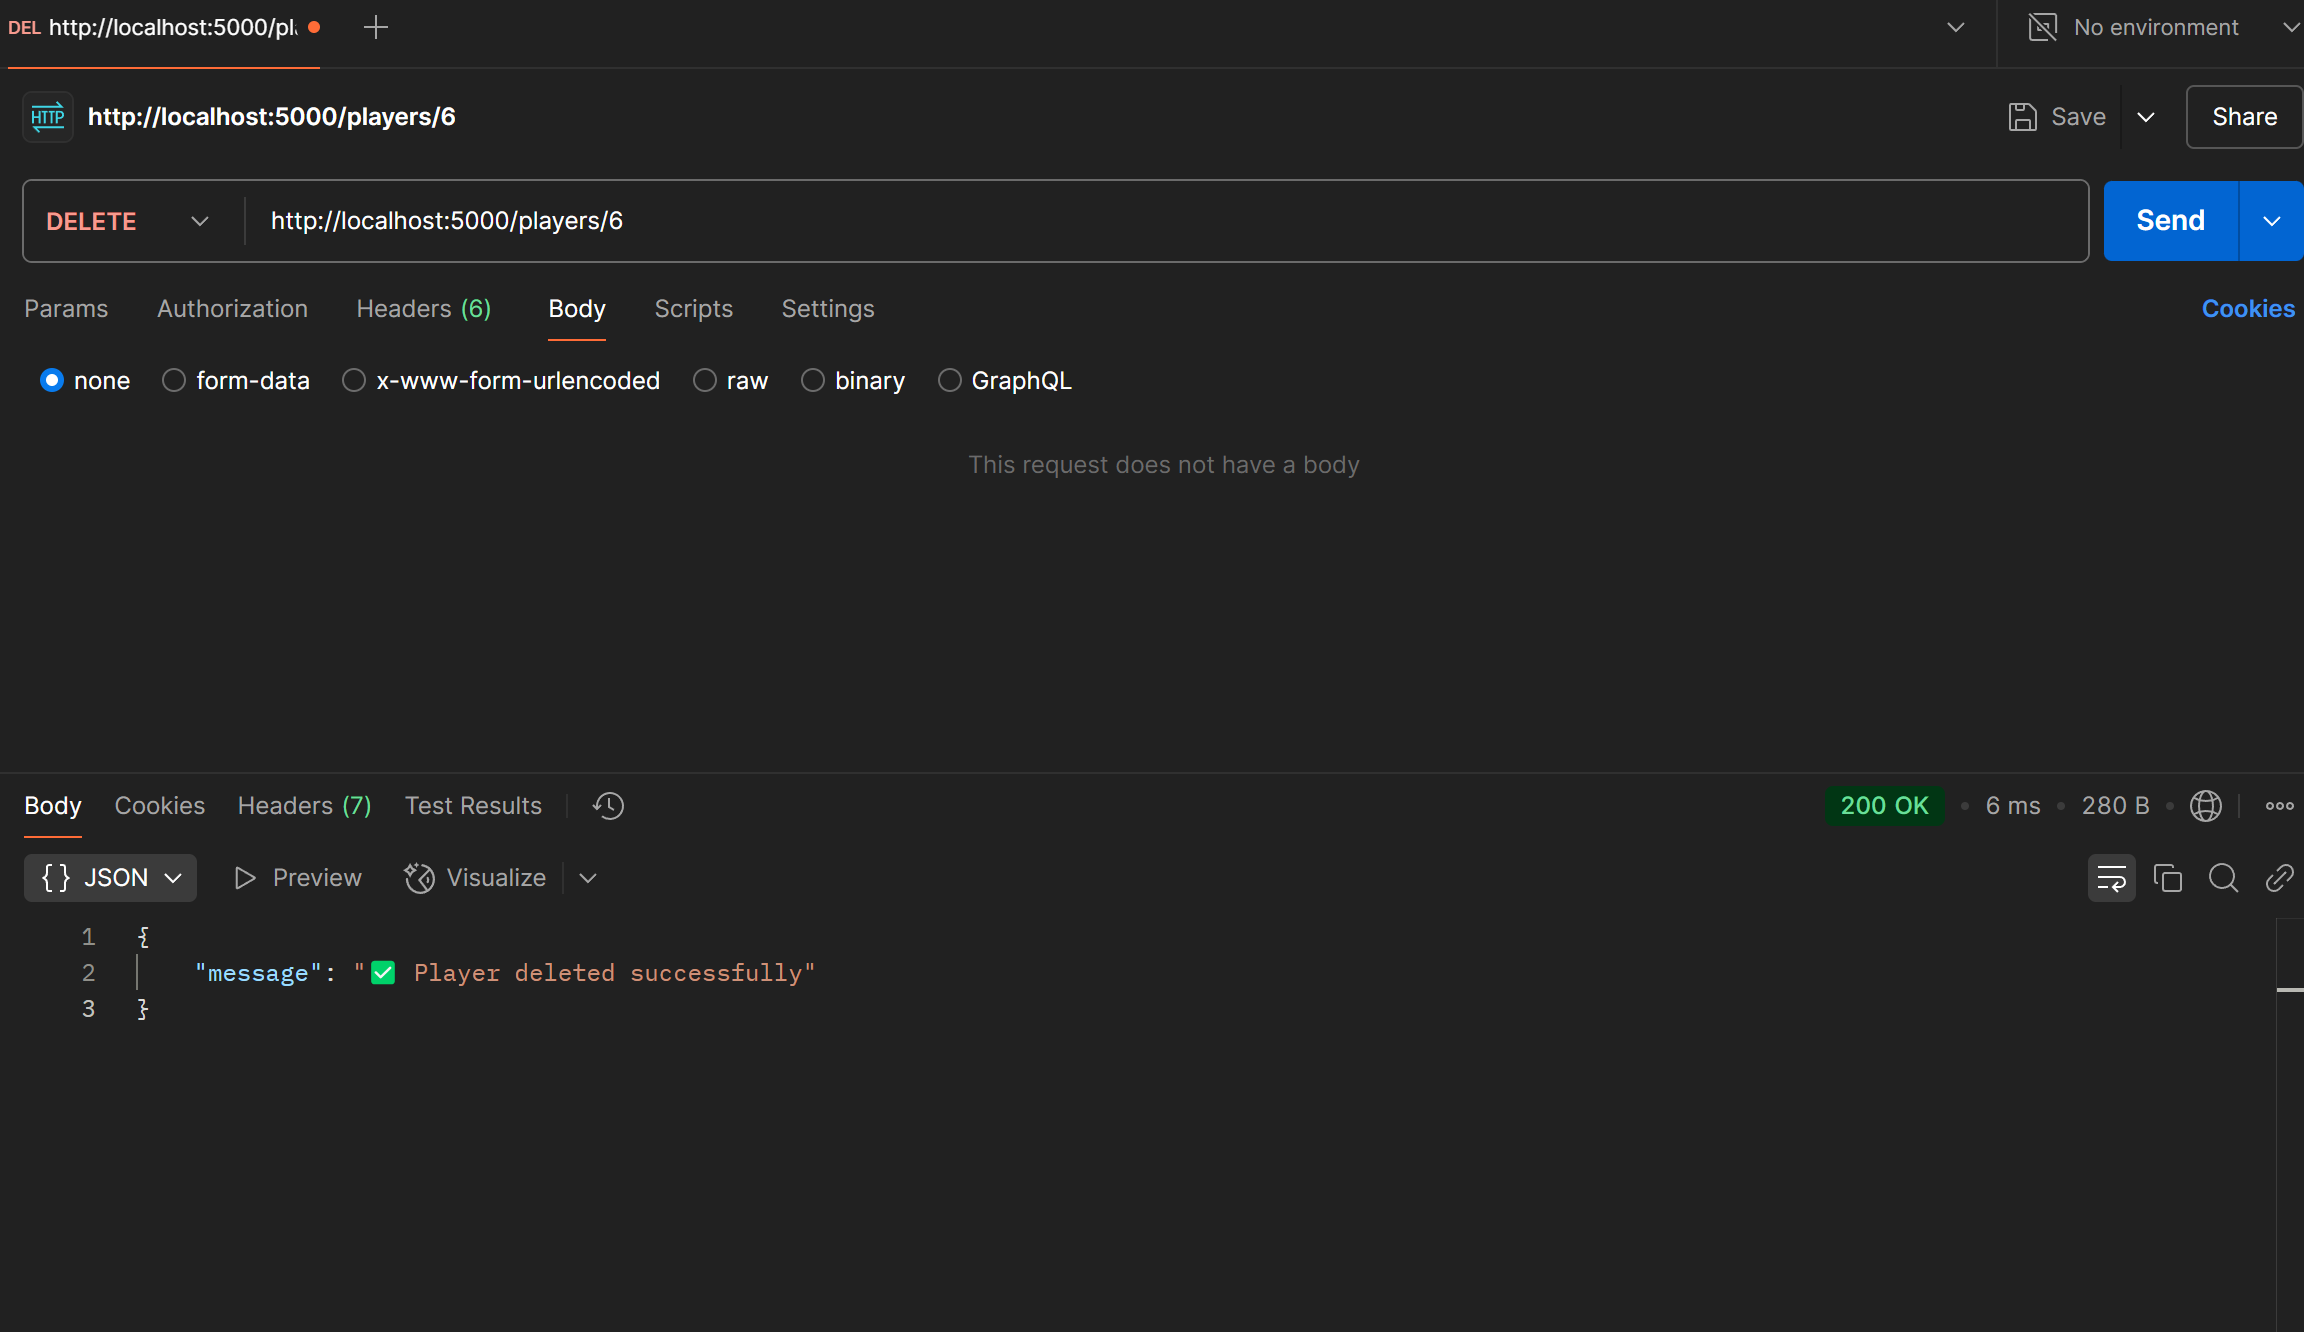 DEL http://localhost:5000/pl
No environment
HTTP http://localhost:5000/players/6
Save
Share
DELETE
http://localhost:5000/players/6
Send
Params Authorization Headers (6) Body Scripts Settings
Cookies
none form-data x-www-form-urlencoded raw binary GraphQL
This request does not have a body
Body Cookies Headers (7) Test Results
200 OK • 6 ms • 280 B •
{} JSON Preview Visualize
1 {
2 "message": "✅ Player deleted successfully"
3 }